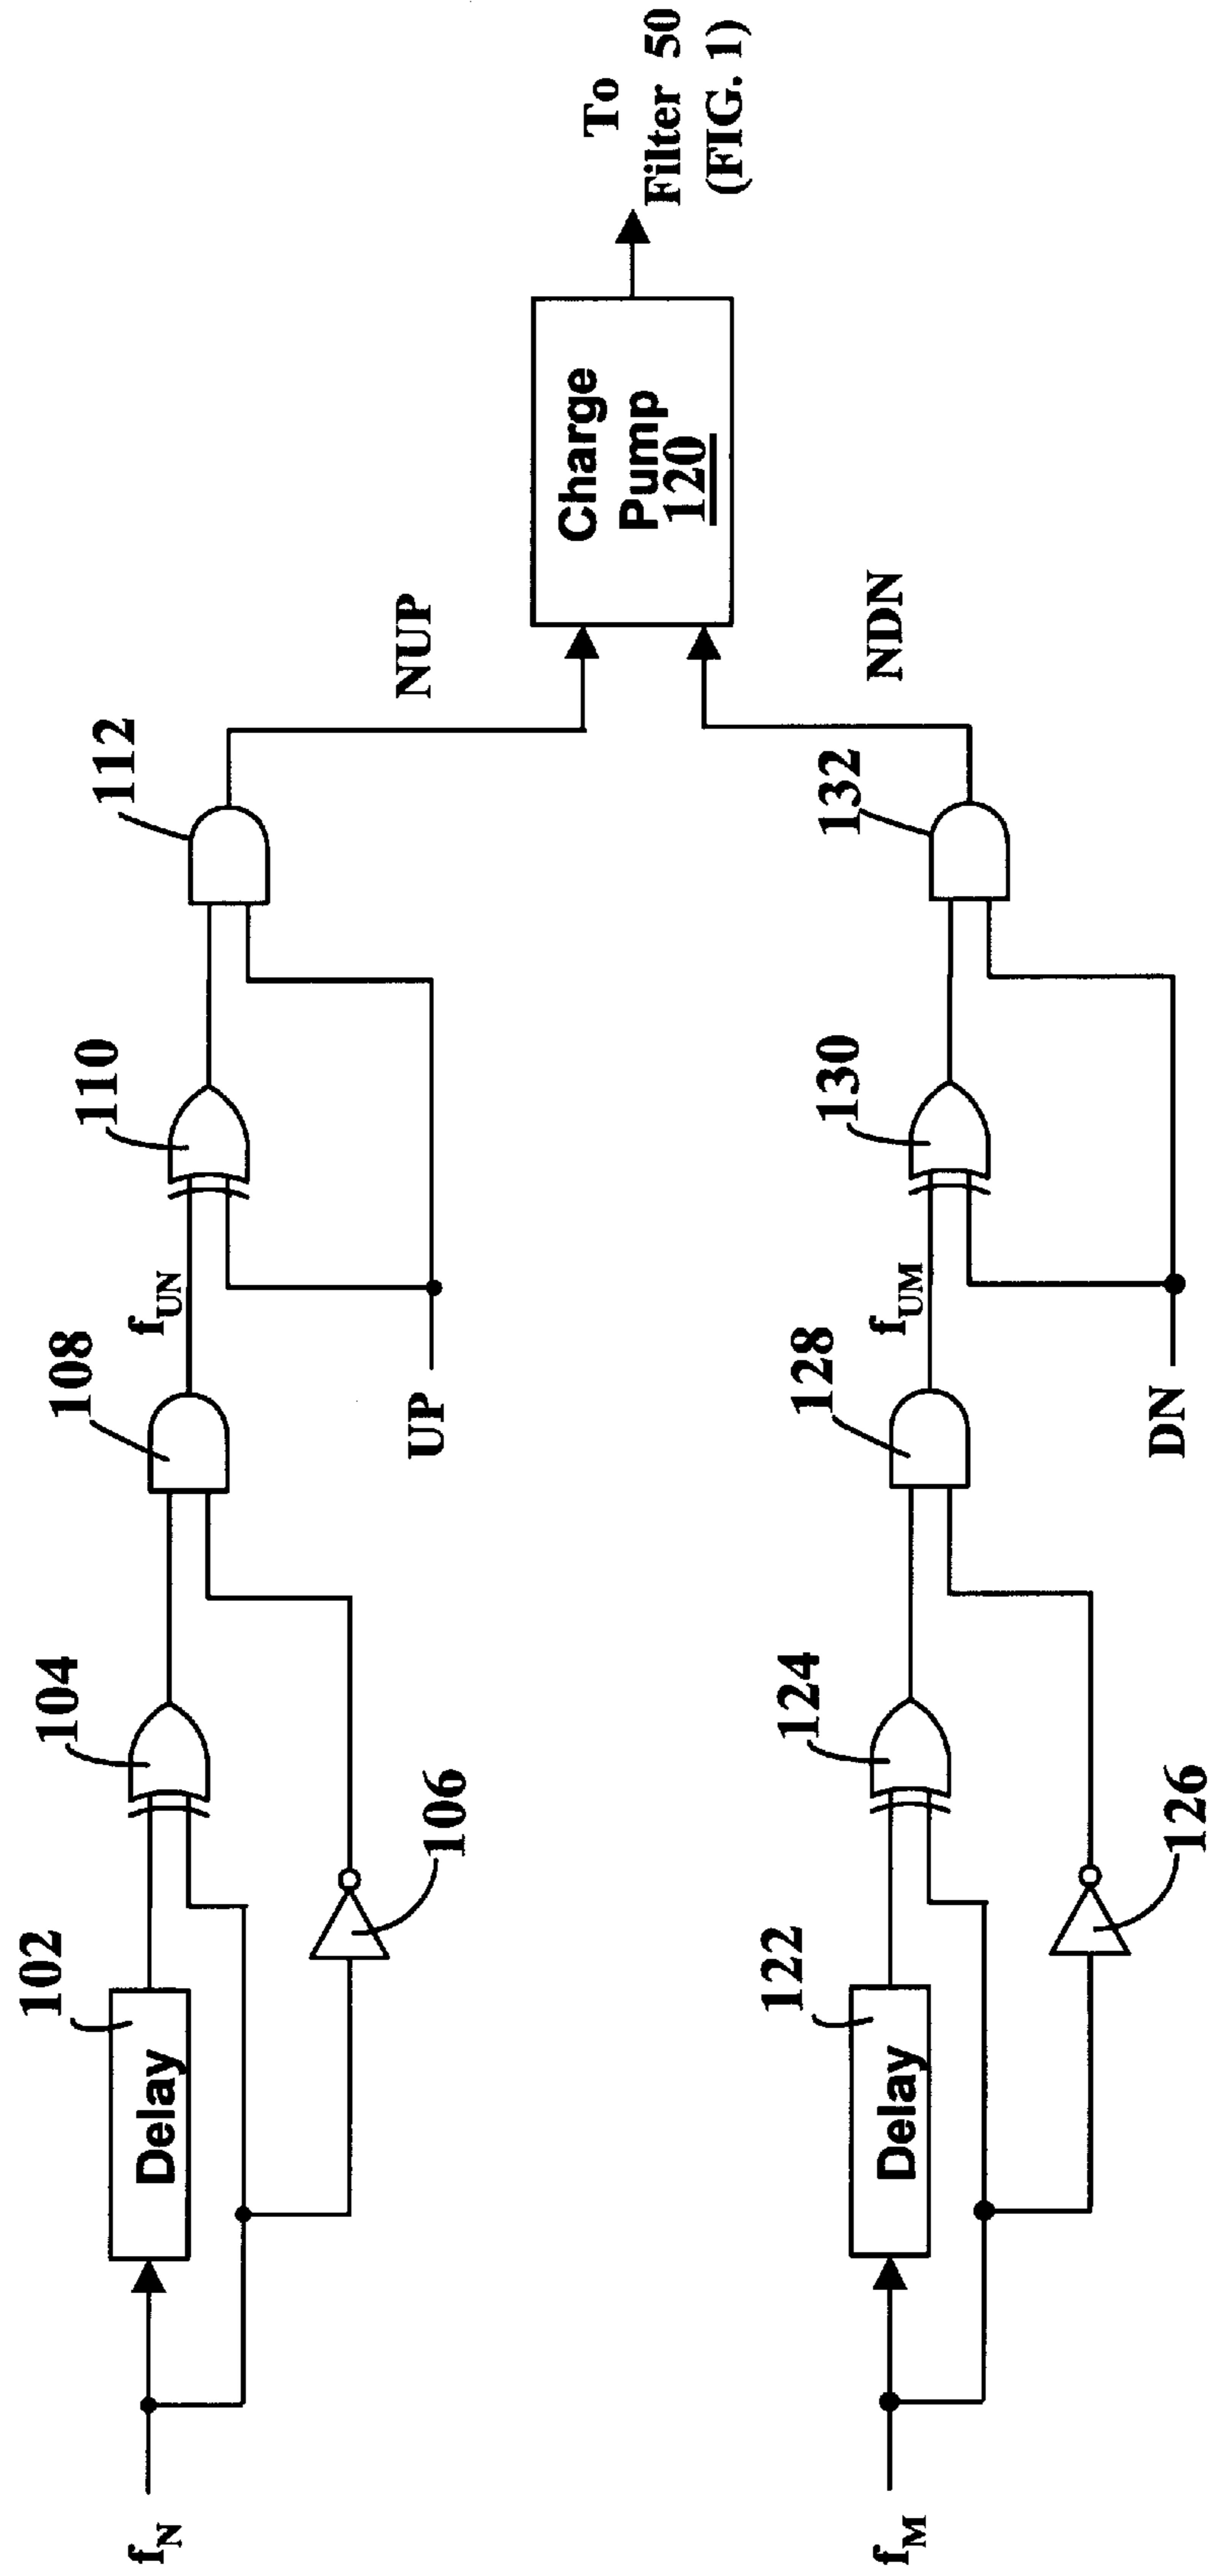 f_N
102
Delay
104
106
108
f_UN
UP
110
112
NUP
Charge
Pump
120
To
Filter 50
(FIG. 1)
f_M
122
Delay
124
126
128
f_UM
DN
130
132
NDN